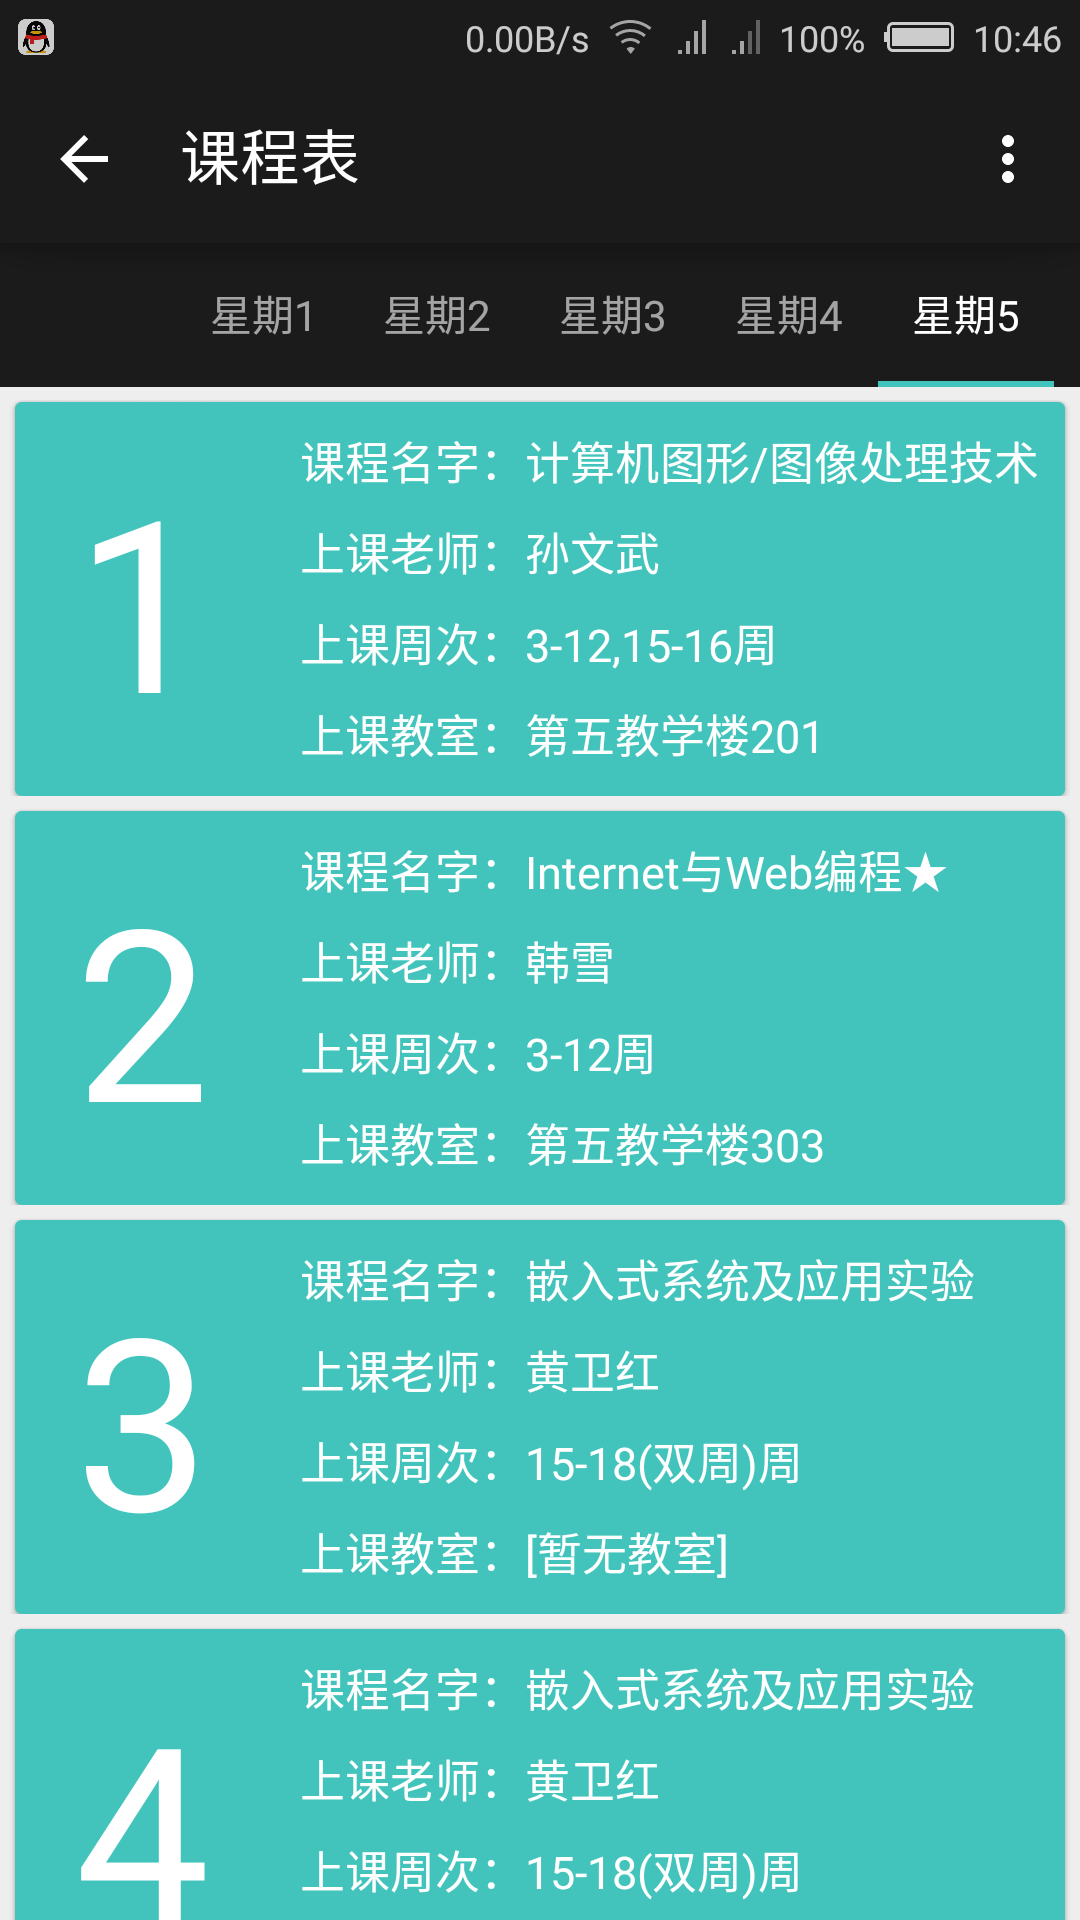 0.00B/s 100% 10:46
课程表
星期1 星期2 星期3 星期4 星期5
1
课程名字：计算机图形/图像处理技术
上课老师：孙文武
上课周次：3-12,15-16周
上课教室：第五教学楼201
2
课程名字：Internet与Web编程★
上课老师：韩雪
上课周次：3-12周
上课教室：第五教学楼303
3
课程名字：嵌入式系统及应用实验
上课老师：黄卫红
上课周次：15-18(双周)周
上课教室：[暂无教室]
4
课程名字：嵌入式系统及应用实验
上课老师：黄卫红
上课周次：15-18(双周)周